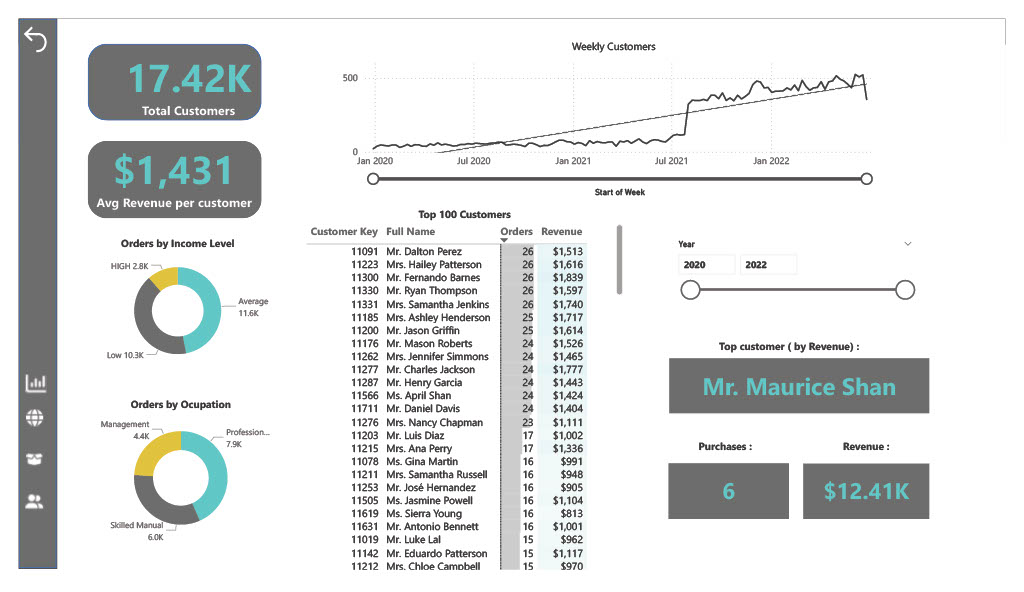 17.42K
Total Customers
$1,431
Avg Revenue per customer
Weekly Customers
500
0
Jan 2020 Jul 2020 Jan 2021 Jul 2021 Jan 2022
Start of Week
Orders by Income Level
HIGH 2.8K
Average
11.6K
Low 10.3K
Orders by Ocupation
Management
4.4K
Profession...
7.9K
Skilled Manual
6.0K
Top 100 Customers
Customer Key Full Name Orders Revenue
11091 Mr. Dalton Perez 26 $1,513
11223 Mrs. Hailey Patterson 26 $1,616
11300 Mr. Fernando Barnes 26 $1,839
11330 Mr. Ryan Thompson 26 $1,597
11331 Mrs. Samantha Jenkins 26 $1,740
11185 Mrs. Ashley Henderson 25 $1,717
11200 Mr. Jason Griffin 25 $1,614
11176 Mr. Mason Roberts 24 $1,526
11262 Mrs. Jennifer Simmons 24 $1,465
11277 Mr. Charles Jackson 24 $1,777
11287 Mr. Henry Garcia 24 $1,443
11566 Ms. April Shan 24 $1,424
11711 Mr. Daniel Davis 24 $1,404
11276 Mrs. Nancy Chapman 23 $1,111
11203 Mr. Luis Diaz 17 $1,002
11215 Mrs. Ana Perry 17 $1,336
11078 Ms. Gina Martin 16 $991
11211 Mrs. Samantha Russell 16 $948
11253 Mr. José Hernandez 16 $905
11505 Ms. Jasmine Powell 16 $1,104
11619 Ms. Sierra Young 16 $813
11631 Mr. Antonio Bennett 16 $1,001
11019 Mr. Luke Lal 15 $962
11142 Mr. Eduardo Patterson 15 $1,117
11212 Mrs. Chloe Campbell 15 $970
Year
2020 2022
Top customer ( by Revenue) :
Mr. Maurice Shan
Purchases : Revenue :
6 $12.41K